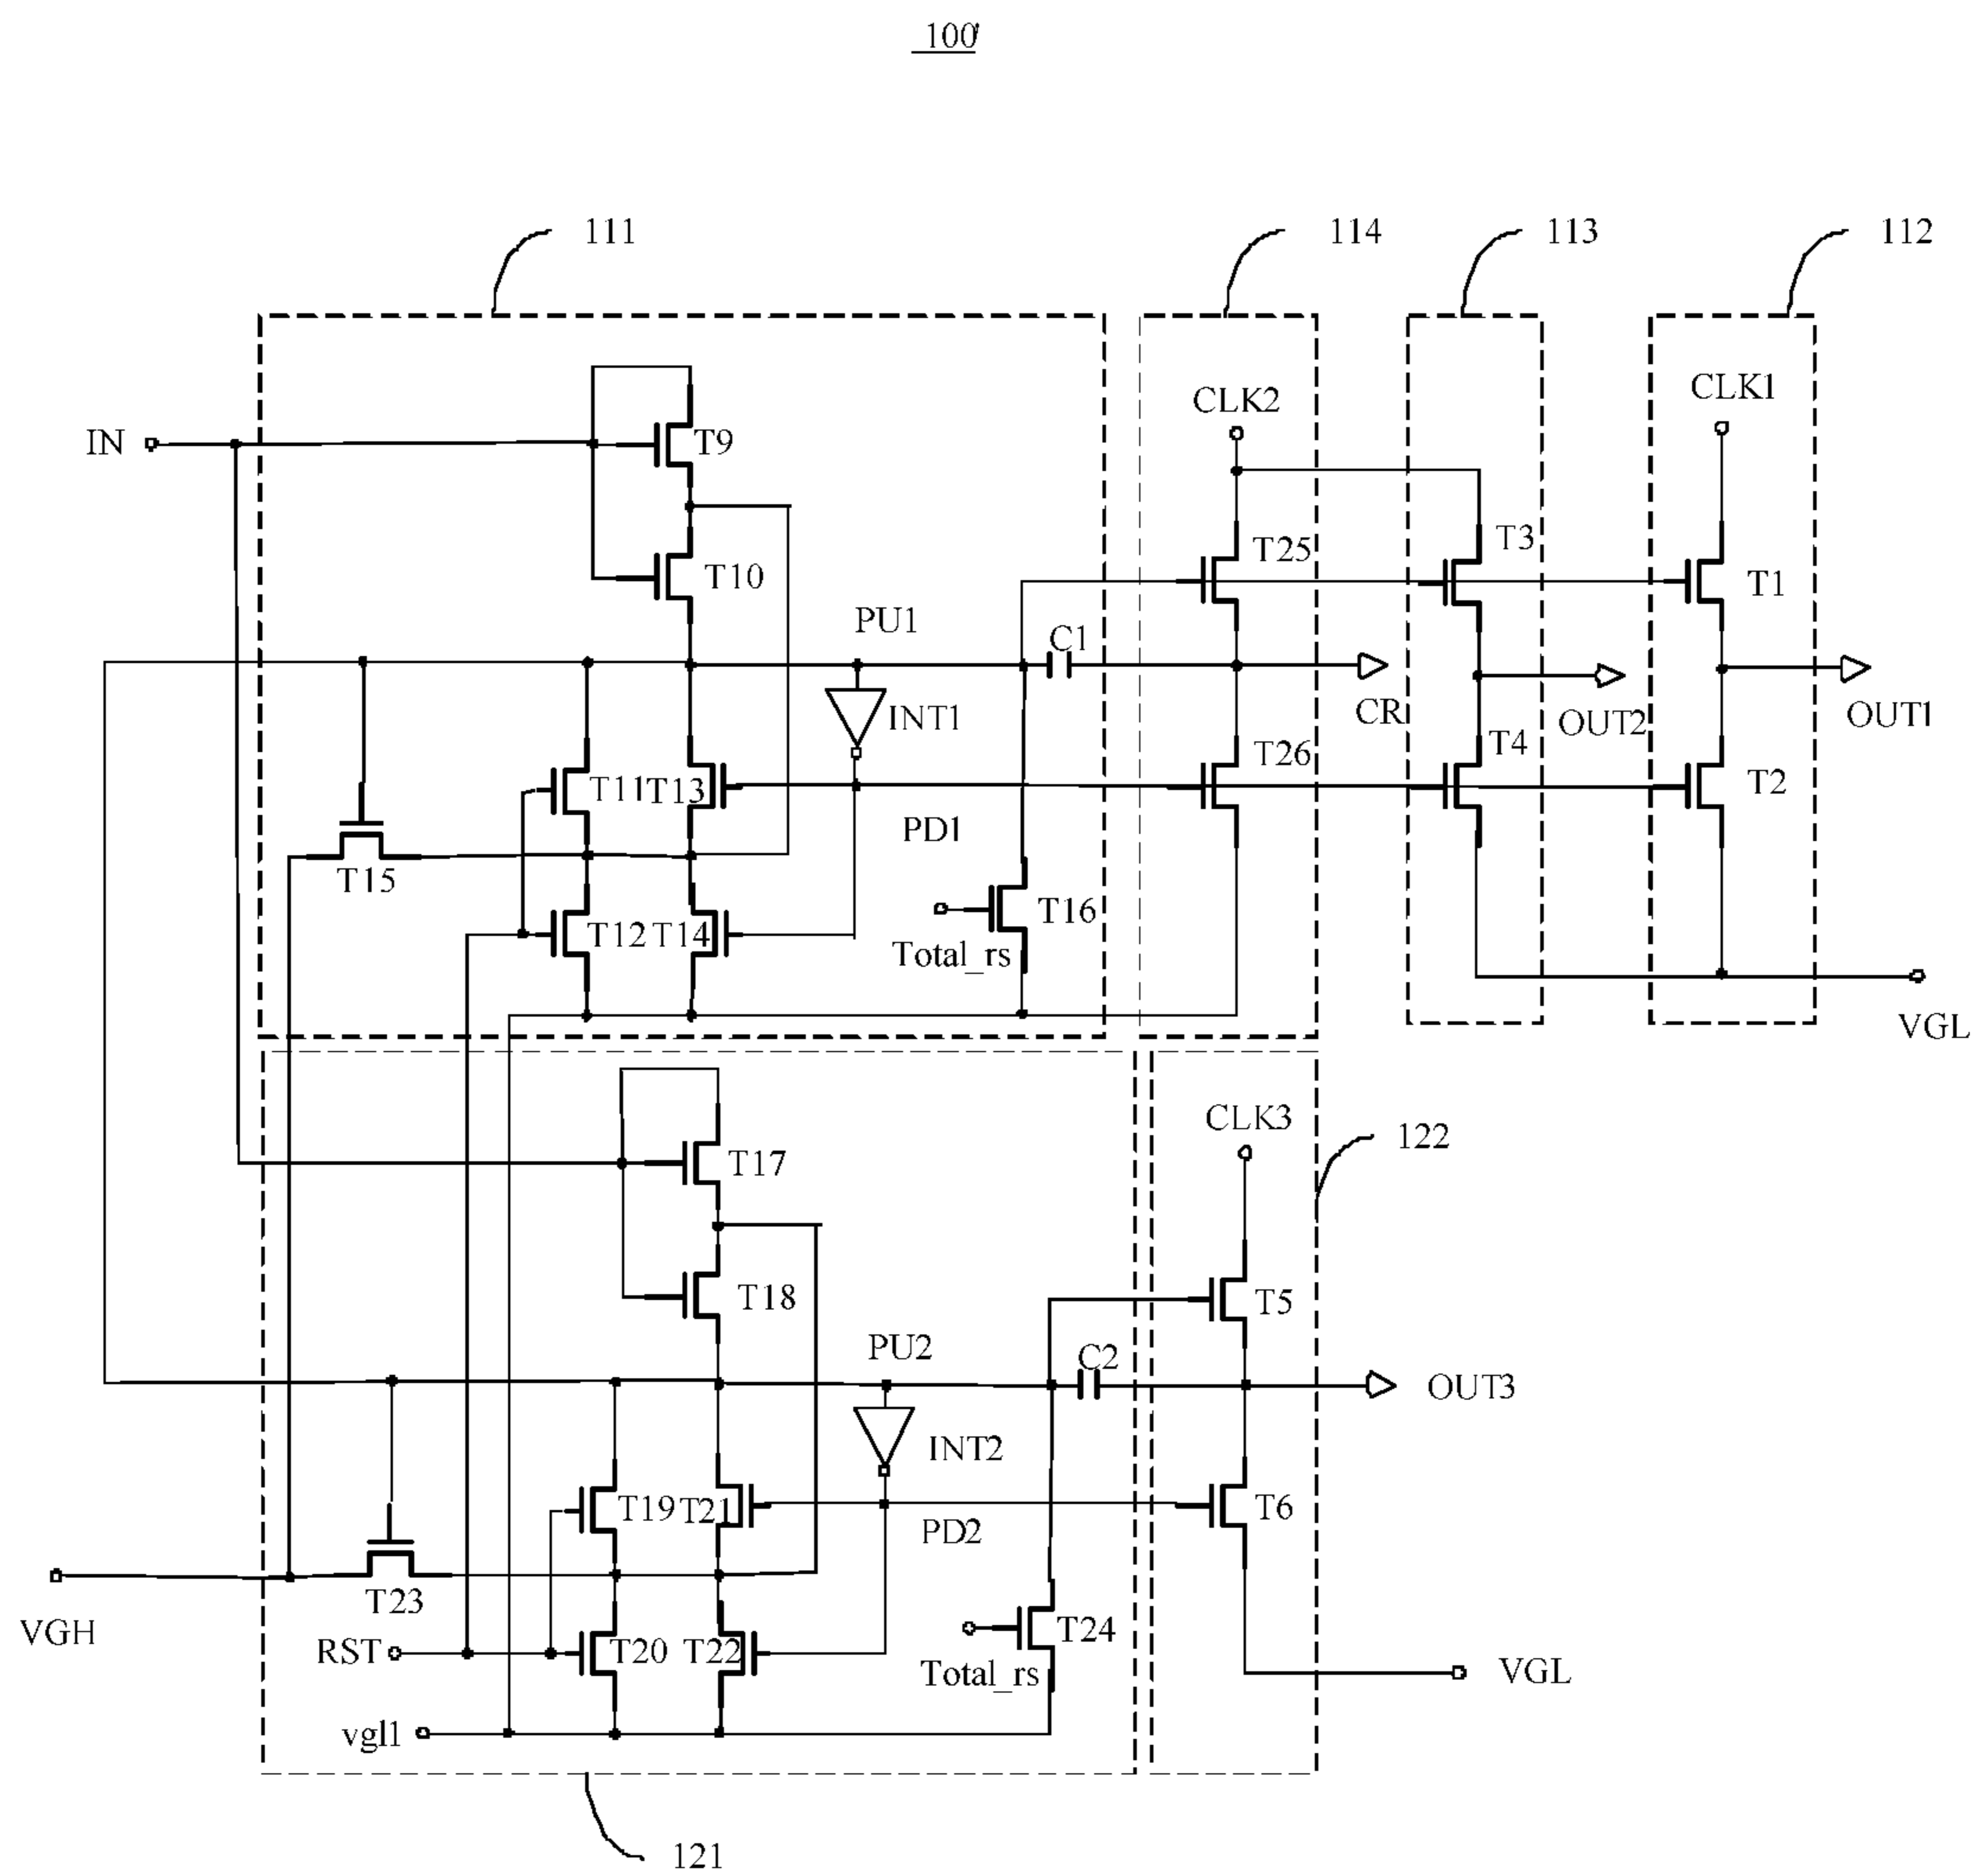 100'
111
114
113
112
CLK2
CLK1
IN
T9
T25
T3
T10
T1
PU1
C1
INT1
CR
OUT2
OUT1
T26
T4
T11
T13
T2
PD1
T15
T16
T12
T14
Total_rs
VGL
CLK3
122
T17
T18
T5
PU2
C2
OUT3
INT2
T19
T21
T6
PD2
T23
VGH
T24
RST
T20
T22
Total_rs
VGL
vgl1
121